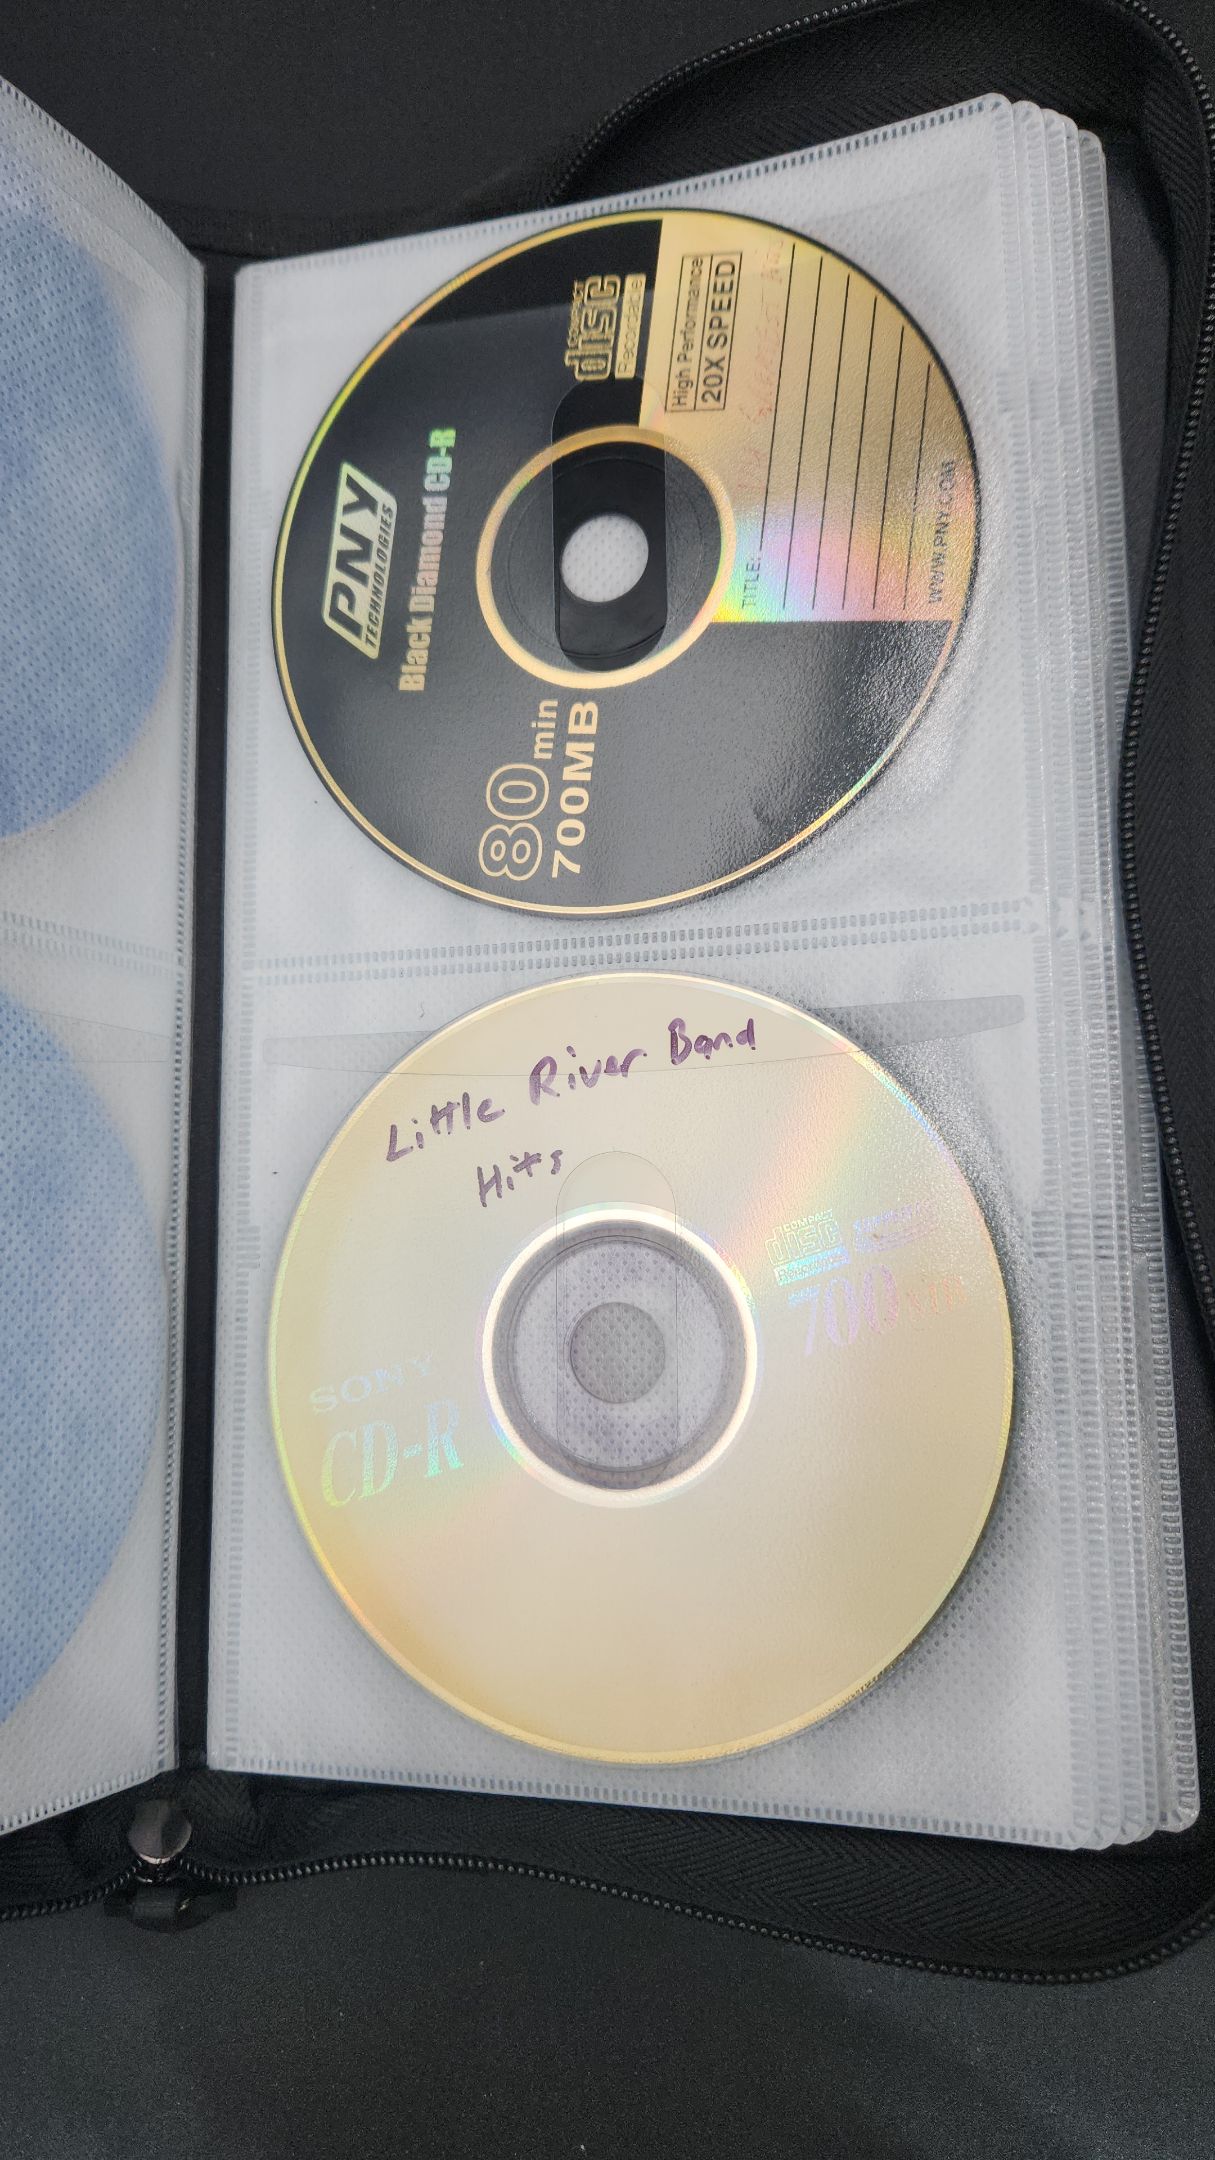 PNY
TECHNOLOGIES
Black Diamond CD-R
COMPACT
disc
Recordable
80 min
700MB
High Performance
20X SPEED
TITLE:
WWW.PNY.COM
Little River Band
Hits
COMPACT
disc
SONY
CD-R
700MB